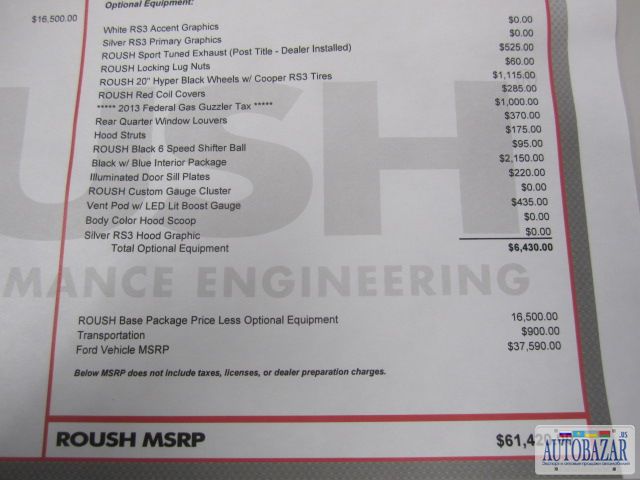 Optional Equipment:
$16,500.00
White RS3 Accent Graphics $0.00
Silver RS3 Primary Graphics $0.00
ROUSH Sport Tuned Exhaust (Post Title - Dealer Installed) $525.00
ROUSH Locking Lug Nuts $60.00
ROUSH 20" Hyper Black Wheels w/ Cooper RS3 Tires $1,115.00
ROUSH Red Coil Covers $285.00
***** 2013 Federal Gas Guzzler Tax ***** $1,000.00
Rear Quarter Window Louvers $370.00
Hood Struts $175.00
ROUSH Black 6 Speed Shifter Ball $95.00
Black w/ Blue Interior Package $2,150.00
Illuminated Door Sill Plates $220.00
ROUSH Custom Gauge Cluster $0.00
Vent Pod w/ LED Lit Boost Gauge $435.00
Body Color Hood Scoop $0.00
Silver RS3 Hood Graphic $0.00
Total Optional Equipment $6,430.00
USH
MANCE ENGINEERING
ROUSH Base Package Price Less Optional Equipment 16,500.00
Transportation $900.00
Ford Vehicle MSRP $37,590.00
Below MSRP does not include taxes, licenses, or dealer preparation charges.
ROUSH MSRP $61,420
.US
AUTOBAZAR